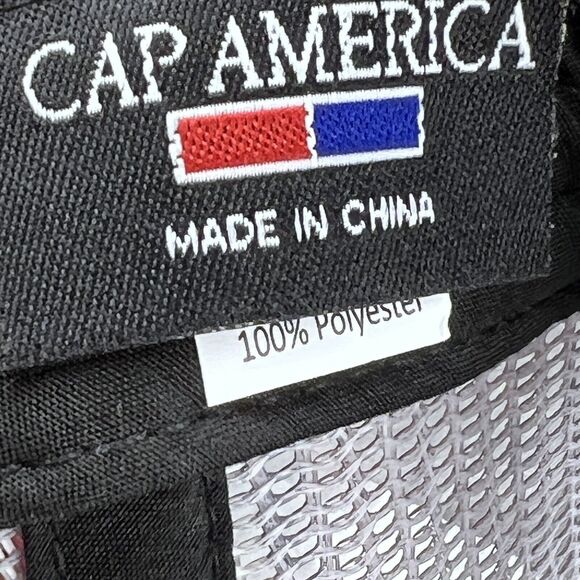 CAP AMERICA
MADE IN CHINA
100% Polyester